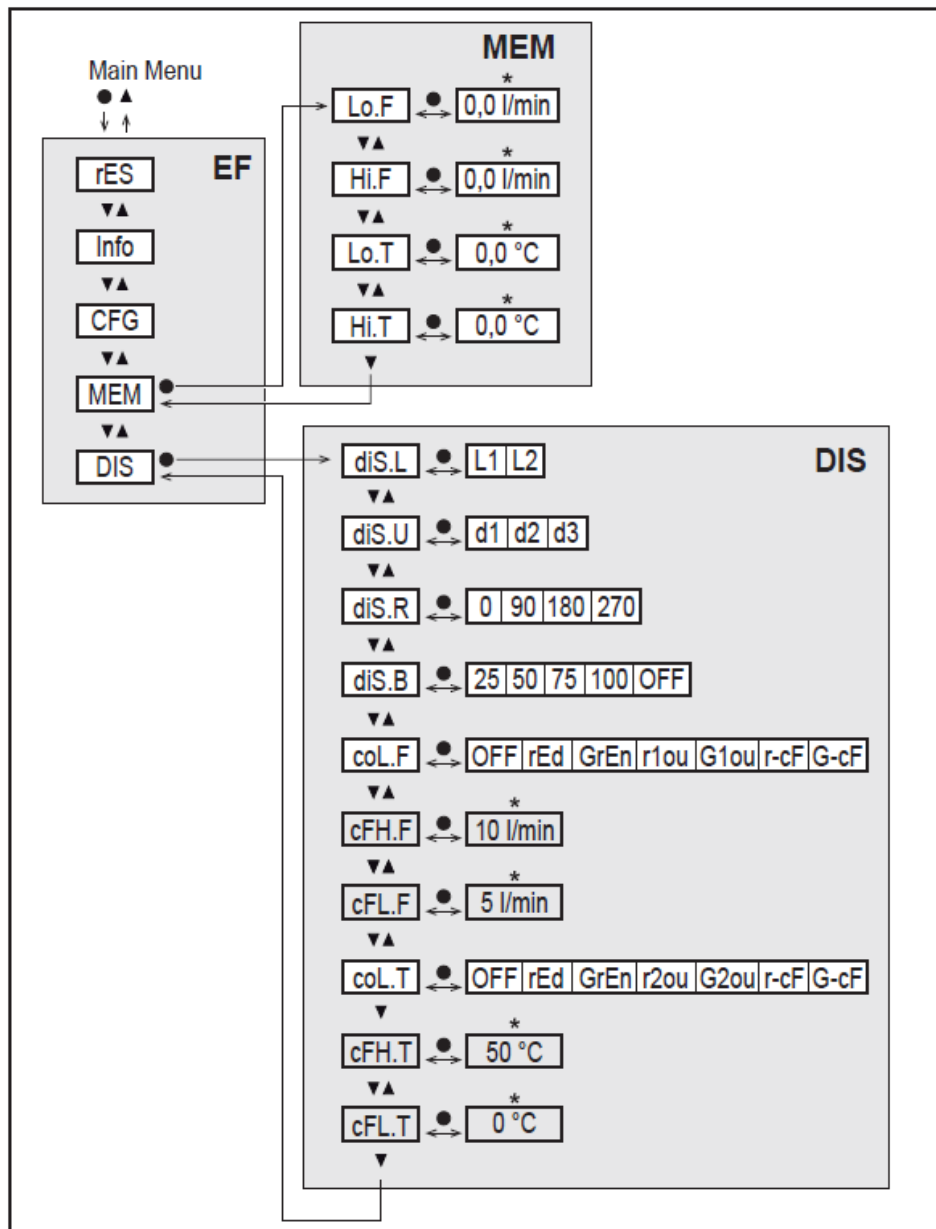 Main Menu
EF
rES
Info
CFG
MEM
DIS
MEM
Lo.F 0,0 l/min *
Hi.F 0,0 l/min *
Lo.T 0,0 °C *
Hi.T 0,0 °C *
DIS
diS.L L1 L2
diS.U d1 d2 d3
diS.R 0 90 180 270
diS.B 25 50 75 100 OFF
coL.F OFF rEd GrEn r1ou G1ou r-cF G-cF
cFH.F 10 l/min *
cFL.F 5 l/min *
coL.T OFF rEd GrEn r2ou G2ou r-cF G-cF
cFH.T 50 °C *
cFL.T 0 °C *